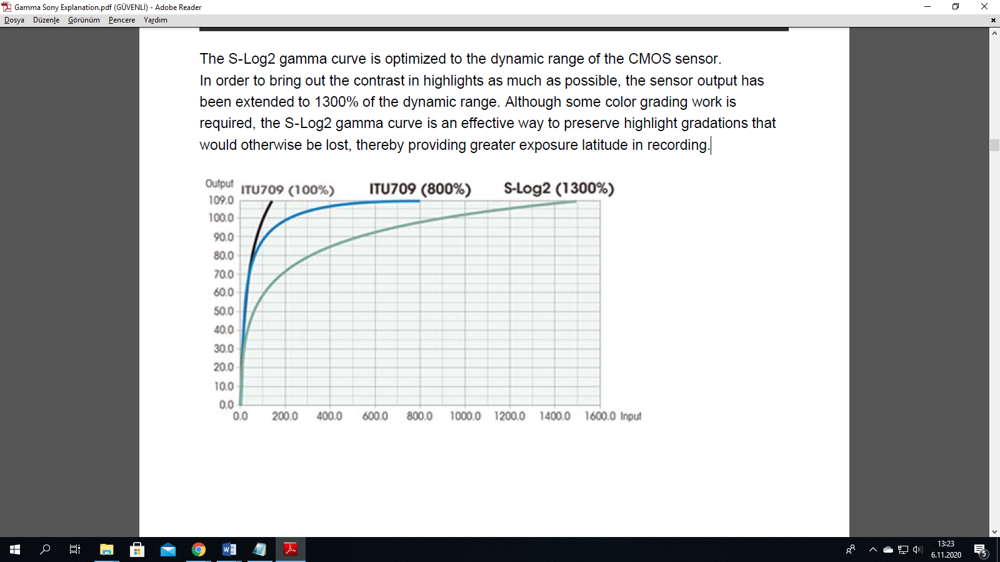 Gamma Sony Explanation.pdf (GÜVENLİ) - Adobe Reader
Dosya Düzenle Görünüm Pencere Yardım
The S-Log2 gamma curve is optimized to the dynamic range of the CMOS sensor.
In order to bring out the contrast in highlights as much as possible, the sensor output has
been extended to 1300% of the dynamic range. Although some color grading work is
required, the S-Log2 gamma curve is an effective way to preserve highlight gradations that
would otherwise be lost, thereby providing greater exposure latitude in recording.
Output ITU709 (100%) ITU709 (800%) S-Log2 (1300%)
109.0
100.0
90.0
80.0
70.0
60.0
50.0
40.0
30.0
20.0
10.0
0.0
0.0 200.0 400.0 600.0 800.0 1000.0 1200.0 1400.0 1600.0 Input
W
13:23
6.11.2020
5